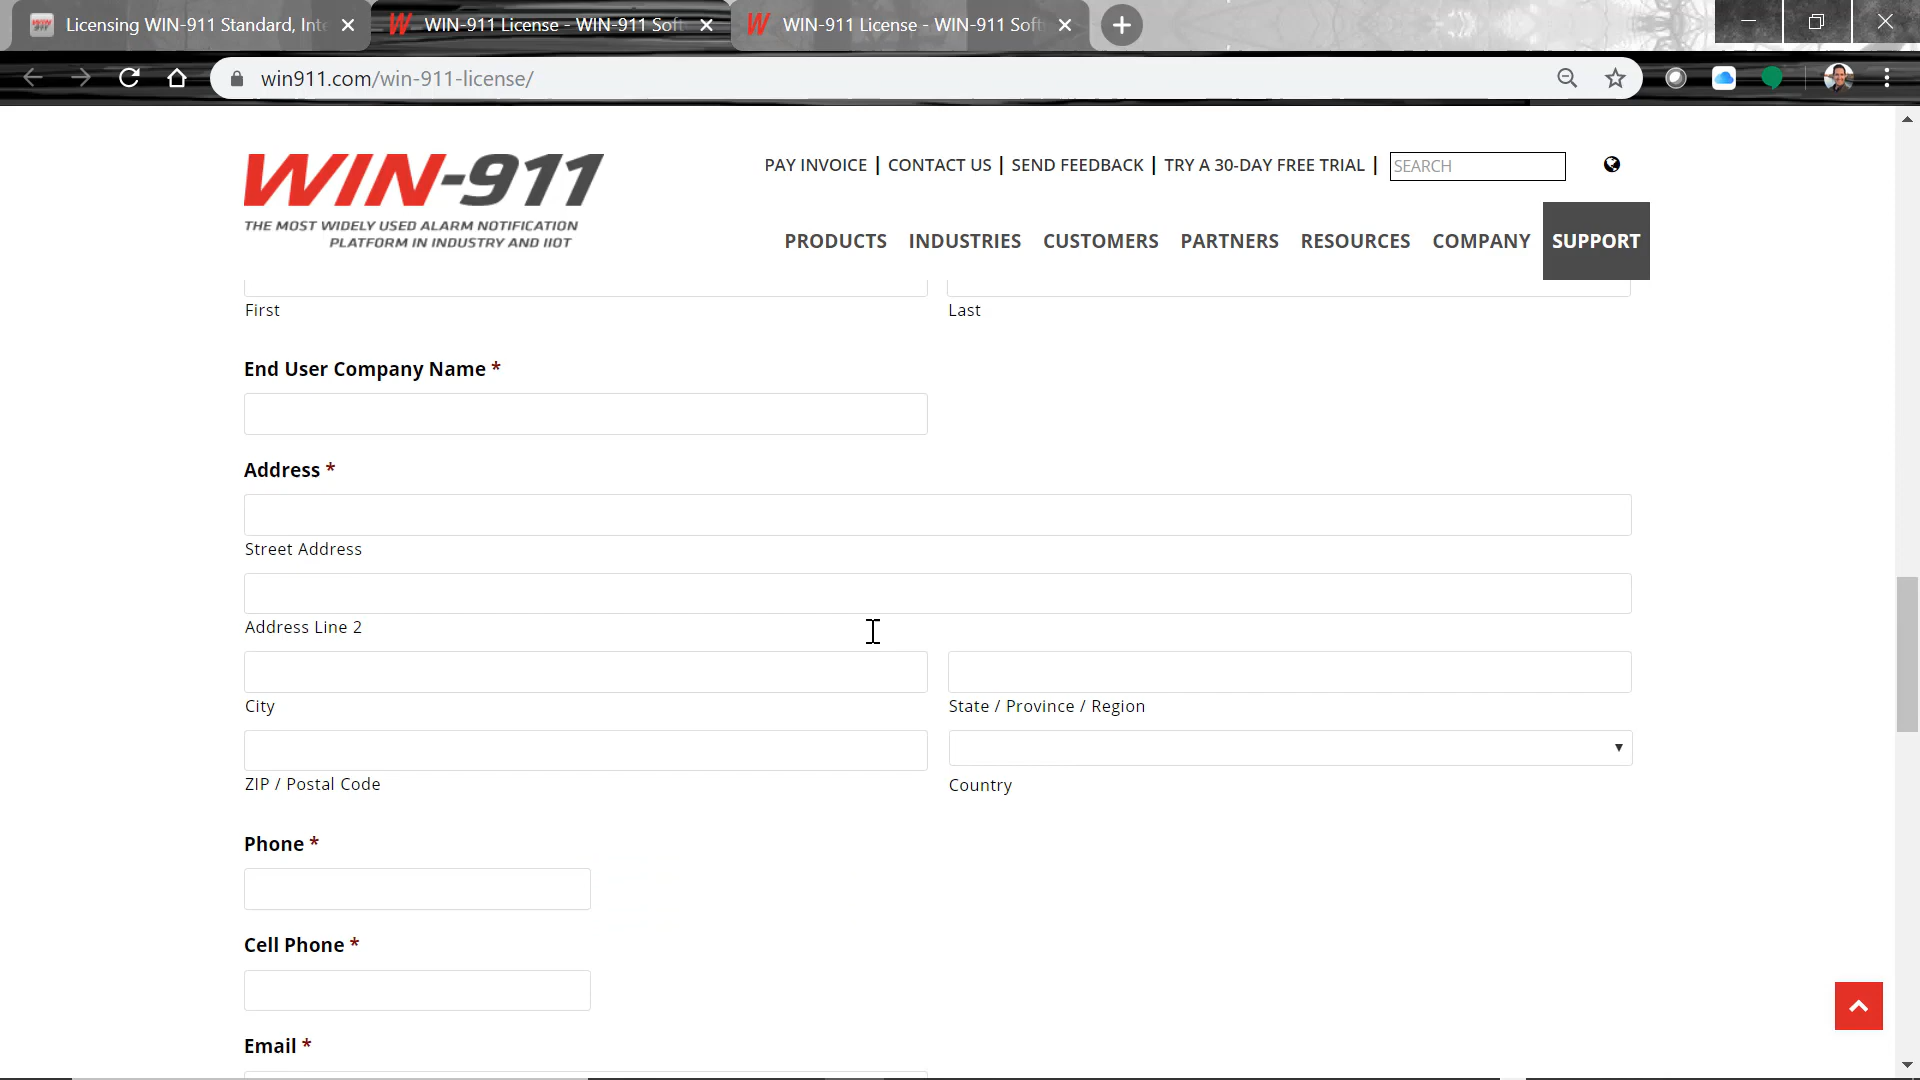 Licensing WIN-911 Standard, Inte
WIN-911 License - WIN-911 Soft
WIN-911 License - WIN-911 Soft
win911.com/win-911-license/
WIN-911
THE MOST WIDELY USED ALARM NOTIFICATION
PLATFORM IN INDUSTRY AND IIOT
PAY INVOICE | CONTACT US | SEND FEEDBACK | TRY A 30-DAY FREE TRIAL |
SEARCH
PRODUCTS INDUSTRIES CUSTOMERS PARTNERS RESOURCES COMPANY SUPPORT
First
Last
End User Company Name *
Address *
Street Address
Address Line 2
City
State / Province / Region
ZIP / Postal Code
Country
Phone *
Cell Phone *
Email *